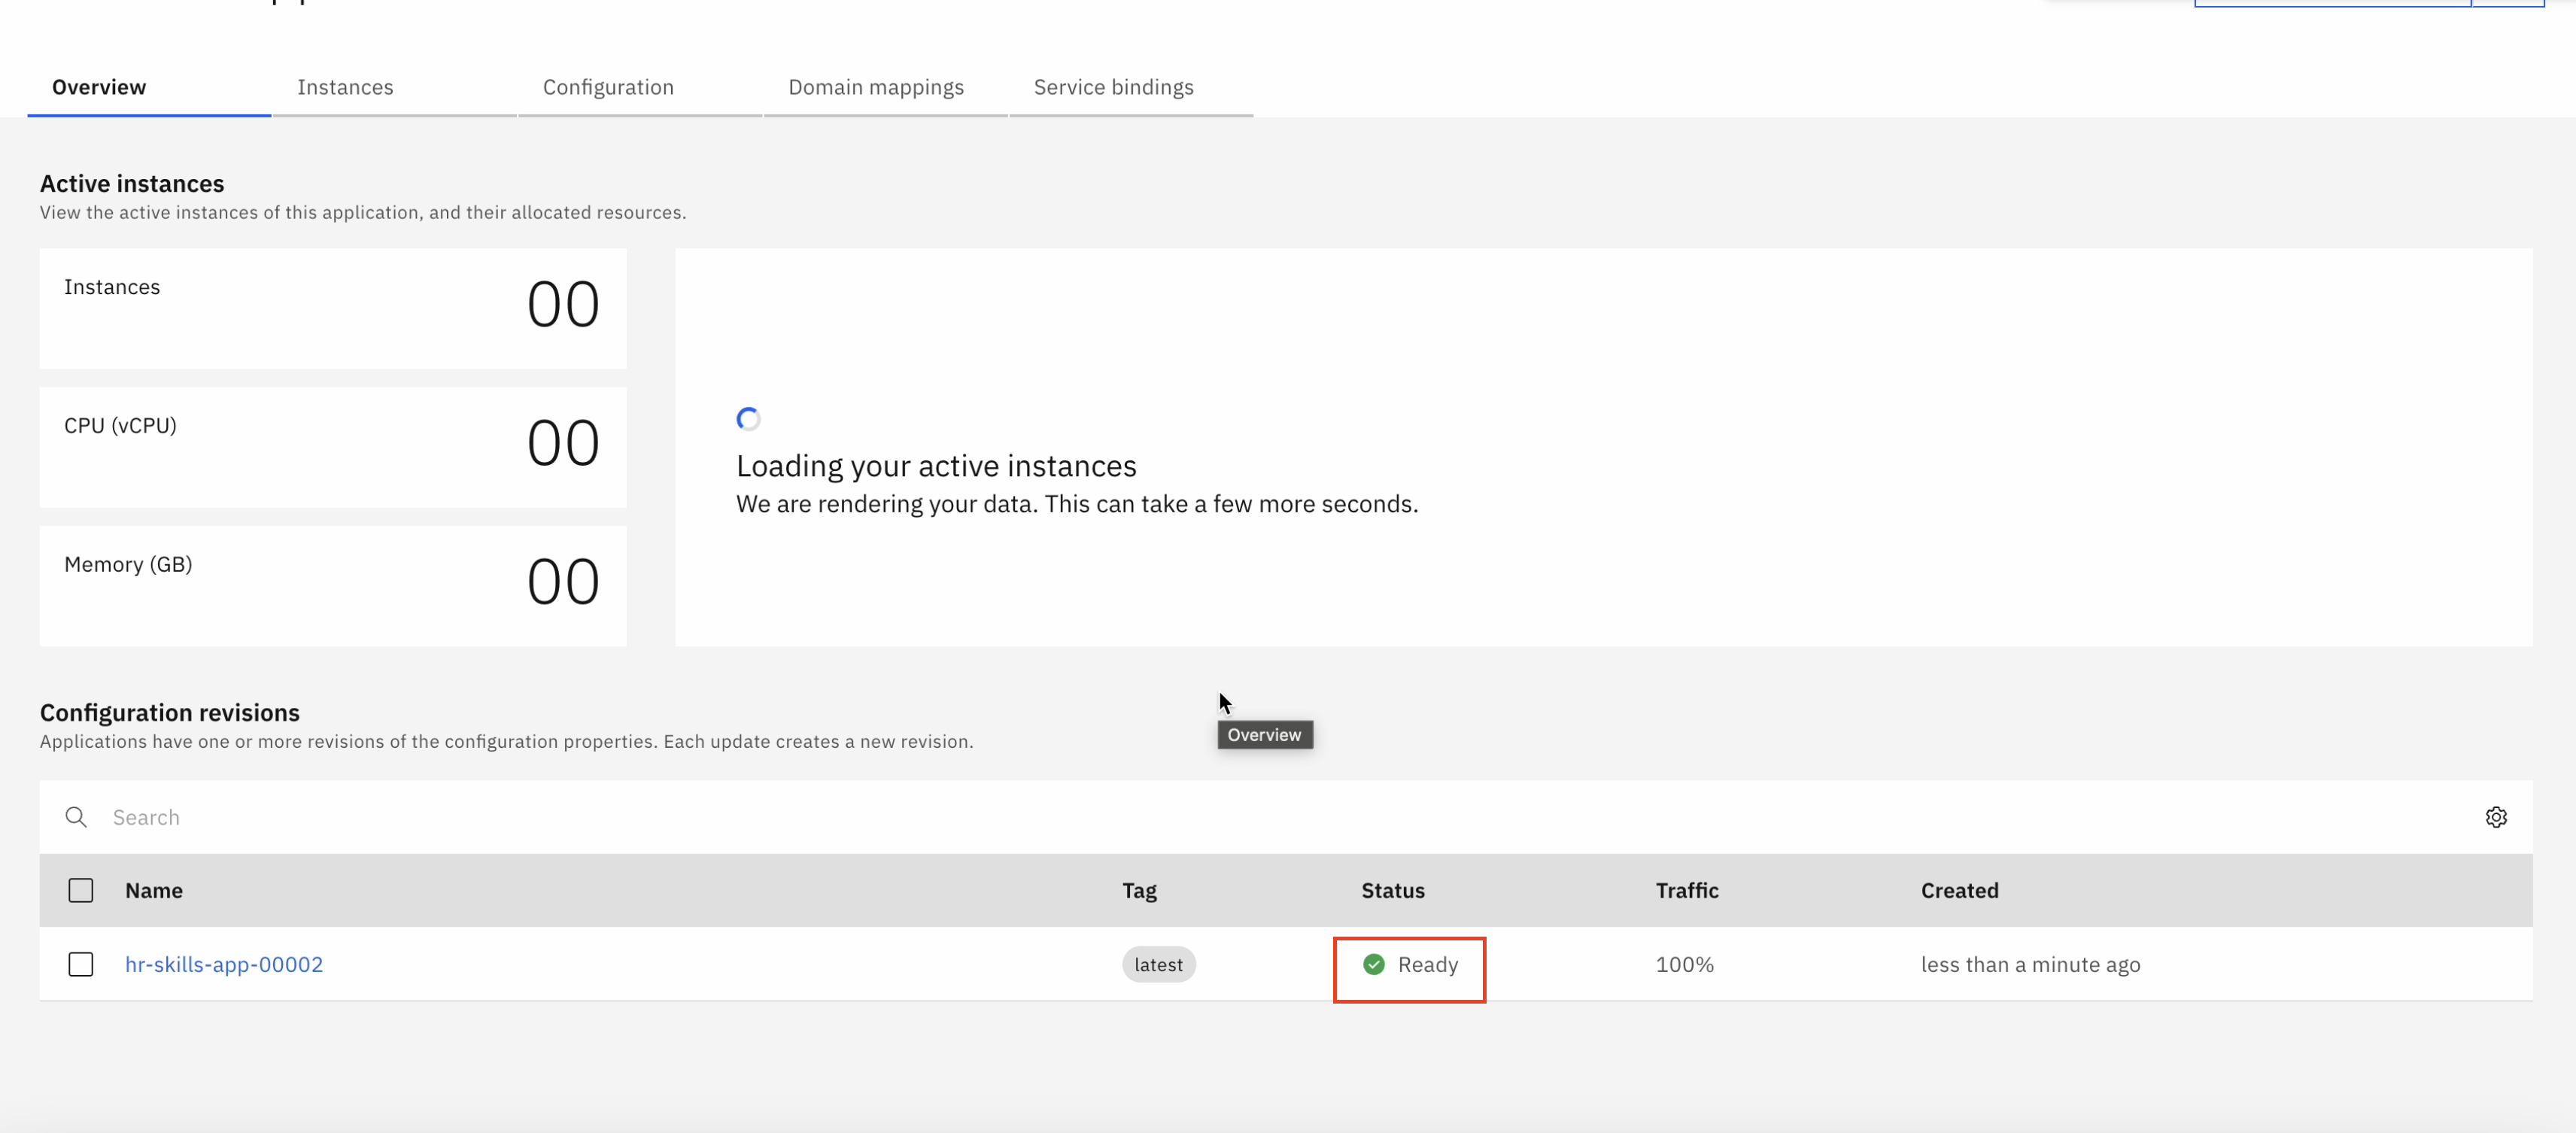 Overview Instances Configuration Domain mappings Service bindings
Active instances
View the active instances of this application, and their allocated resources.
Instances 00
CPU (vCPU) 00
Memory (GB) 00
Loading your active instances
We are rendering your data. This can take a few more seconds.
Configuration revisions
Applications have one or more revisions of the configuration properties. Each update creates a new revision.
Overview
Search
Name Tag Status Traffic Created
hr-skills-app-00002 latest Ready 100% less than a minute ago